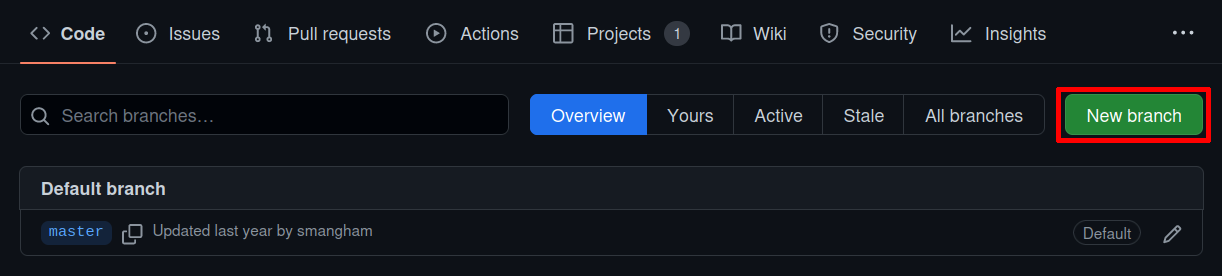 Code Issues Pull requests Actions Projects 1 Wiki Security Insights
Search branches... Overview Yours Active Stale All branches New branch
Default branch
master Updated last year by smangham Default